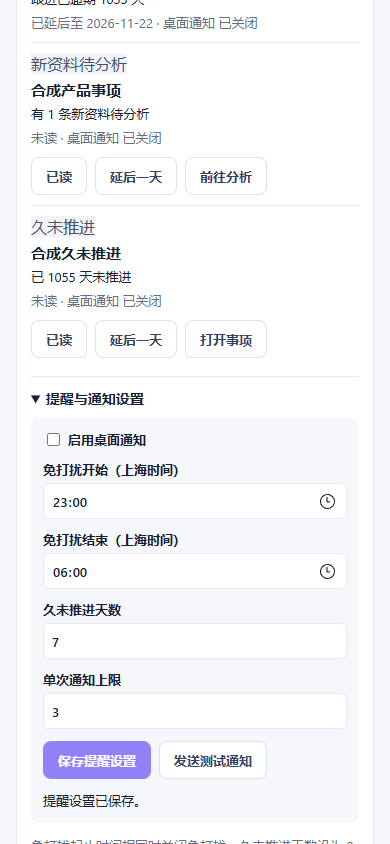 跟进已逾期 1055 天
已延后至 2026-11-22 · 桌面通知 已关闭
新资料待分析
合成产品事项
有 1 条新资料待分析
未读 · 桌面通知 已关闭
已读 延后一天 前往分析
久未推进
合成久未推进
已 1055 天未推进
未读 · 桌面通知 已关闭
已读 延后一天 打开事项
▼ 提醒与通知设置
启用桌面通知
免打扰开始（上海时间）
23:00
免打扰结束（上海时间）
06:00
久未推进天数
7
单次通知上限
3
保存提醒设置 发送测试通知
提醒设置已保存。